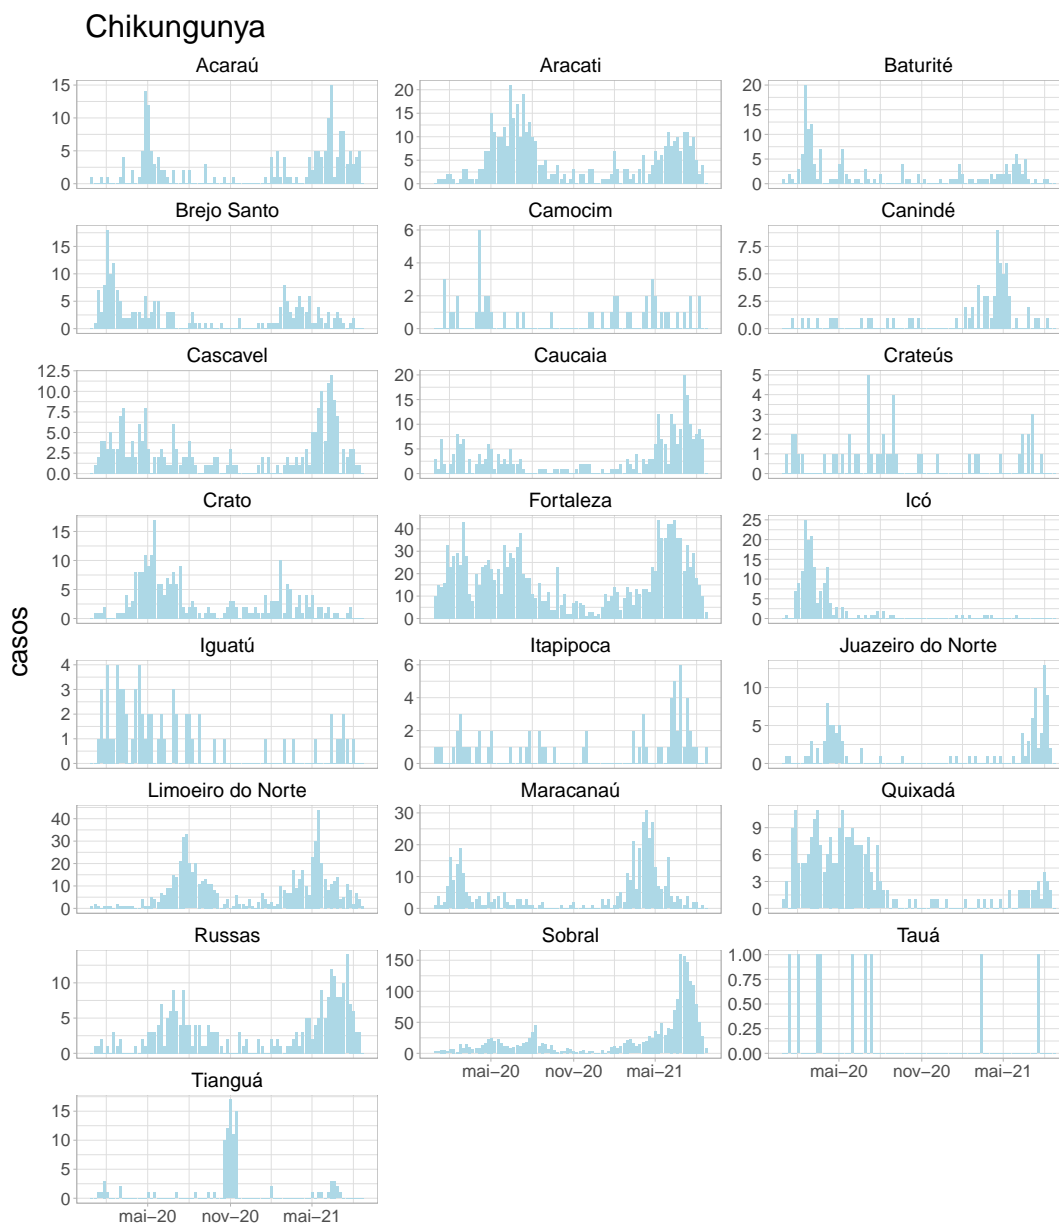 Chikungunya
Acaraú Aracati Baturité
15 10 5 0
20 15 10 5 0
20 15 10 5 0
Brejo Santo Camocim Canindé
15 10 5 0
6 4 2 0
7.5 5.0 2.5 0.0
Cascavel Caucaia Crateús
12.5 10.0 7.5 5.0 2.5 0.0
20 15 10 5 0
5 4 3 2 1 0
Crato Fortaleza Icó
15 10 5 0
40 30 20 10 0
25 20 15 10 5 0
casos
Iguatú Itapipoca Juazeiro do Norte
4 3 2 1 0
6 4 2 0
10 5 0
Limoeiro do Norte Maracanaú Quixadá
40 30 20 10 0
30 20 10 0
9 6 3 0
Russas Sobral Tauá
10 5 0
150 100 50 0
1.00 0.75 0.50 0.25 0.00
mai–20 nov–20 mai–21
mai–20 nov–20 mai–21
Tianguá
15 10 5 0
mai–20 nov–20 mai–21